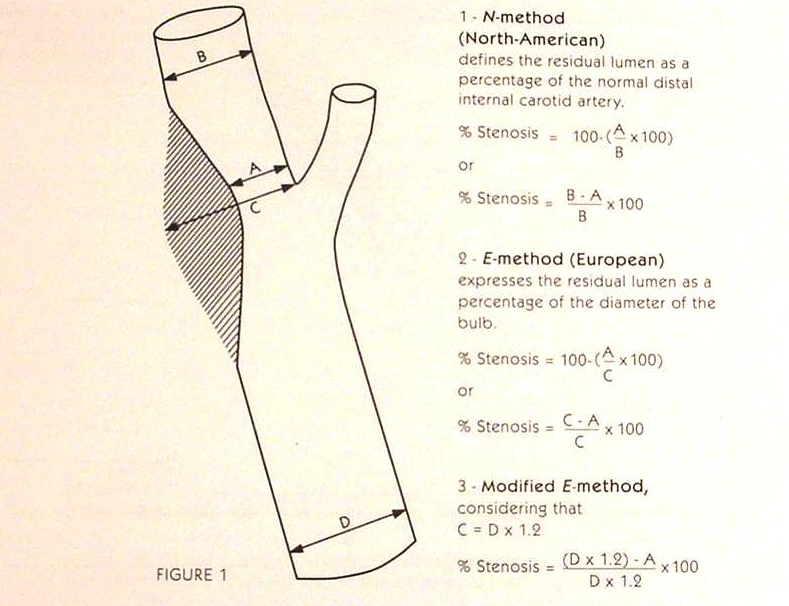 B
A
C
D
FIGURE 1
1 - N-method
(North-American)
defines the residual lumen as a
percentage of the normal distal
internal carotid artery.
% Stenosis = 100-(A/B x 100)
or
% Stenosis = B - A/B x 100
2 - E-method (European)
expresses the residual lumen as a
percentage of the diameter of the
bulb.
% Stenosis = 100-(A/C x 100)
or
% Stenosis = C - A/C x 100
3 - Modified E-method,
considering that
C = D x 1.2
% Stenosis = (D x 1.2) - A/D x 1.2 x 100